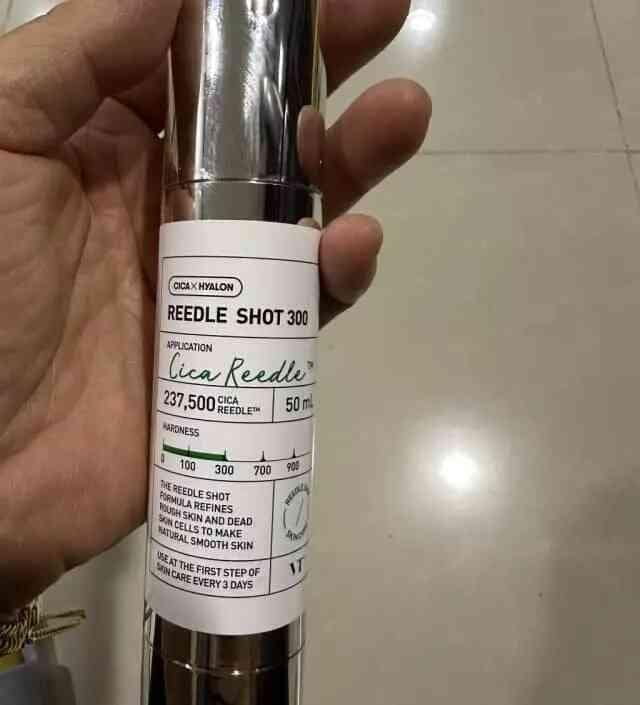 CICA X HYALON
REEDLE SHOT 300
APPLICATION
Cica Reedle™
237,500 CICA
REEDLE™
50 mL
HARDNESS
0 100 300 700 900
THE REEDLE SHOT
FORMULA REFINES
ROUGH SKIN AND DEAD
SKIN CELLS TO MAKE
NATURAL SMOOTH SKIN
USE AT THE FIRST STEP OF
SKIN CARE EVERY 3 DAYS
VT